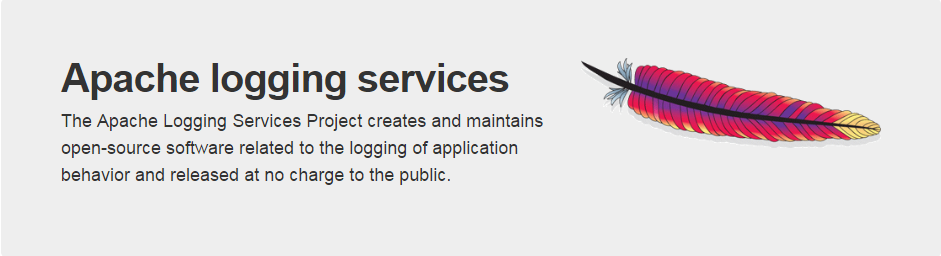 Apache logging services
The Apache Logging Services Project creates and maintains
open-source software related to the logging of application
behavior and released at no charge to the public.